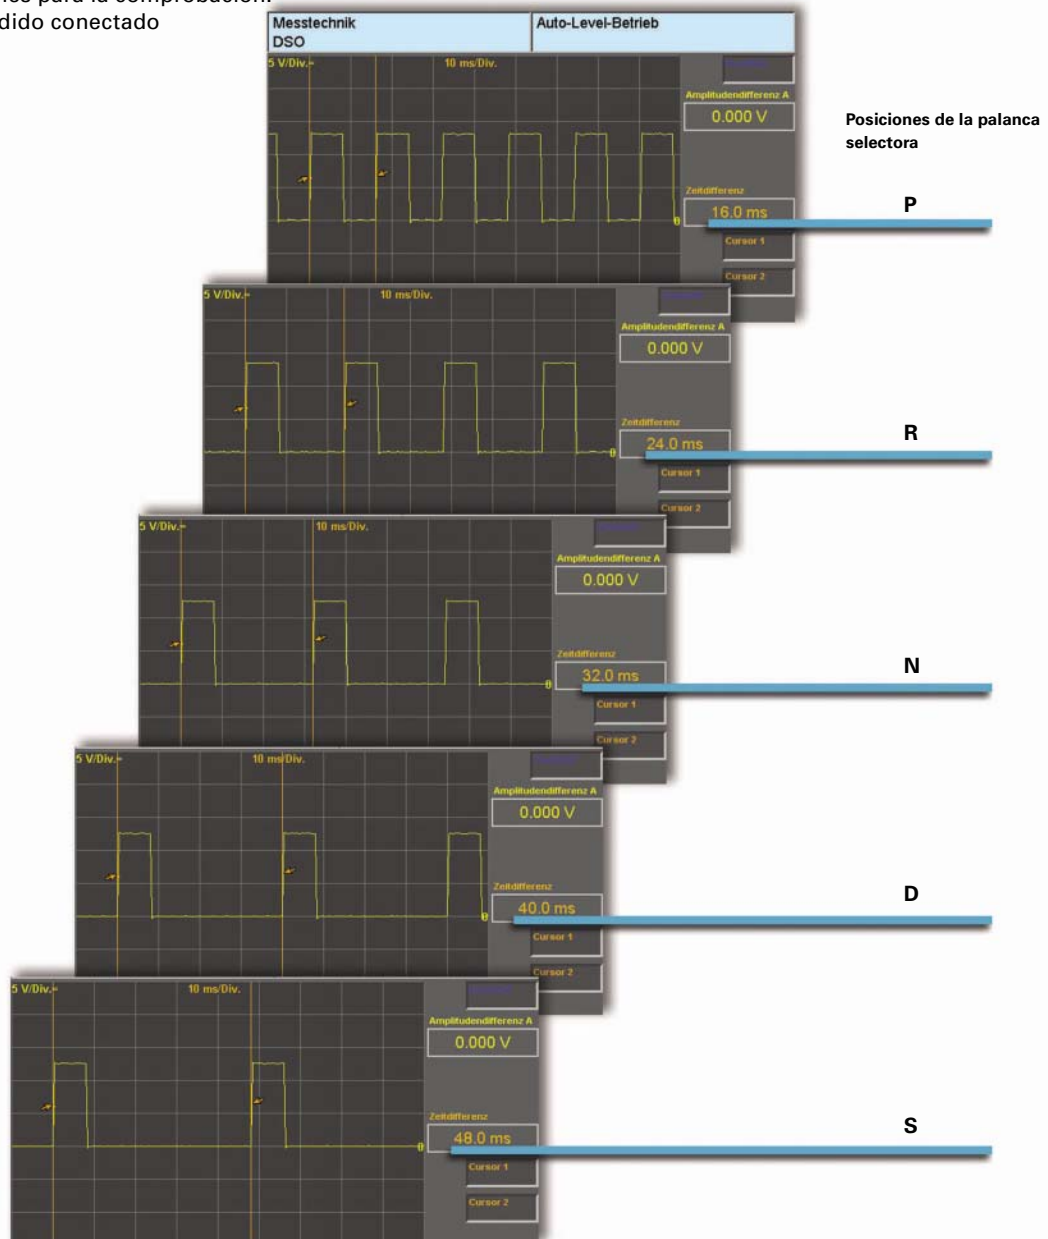 dido conectado
Messtechnik
DSO
Auto-Level-Betrieb
5 V/Div.=
10 ms/Div.
Amplitudendifferenz A
0.000 V
Posiciones de la palanca
selectora
Zeitdifferenz
16.0 ms
P
Cursor 1
Cursor 2
5 V/Div.=
10 ms/Div.
Amplitudendifferenz A
0.000 V
Zeitdifferenz
24.0 ms
R
Cursor 1
Cursor 2
5 V/Div.=
10 ms/Div.
Amplitudendifferenz A
0.000 V
Zeitdifferenz
32.0 ms
N
Cursor 1
Cursor 2
5 V/Div.=
10 ms/Div.
Amplitudendifferenz A
0.000 V
Zeitdifferenz
40.0 ms
D
Cursor 1
Cursor 2
5 V/Div.=
10 ms/Div.
Amplitudendifferenz A
0.000 V
Zeitdifferenz
48.0 ms
S
Cursor 1
Cursor 2